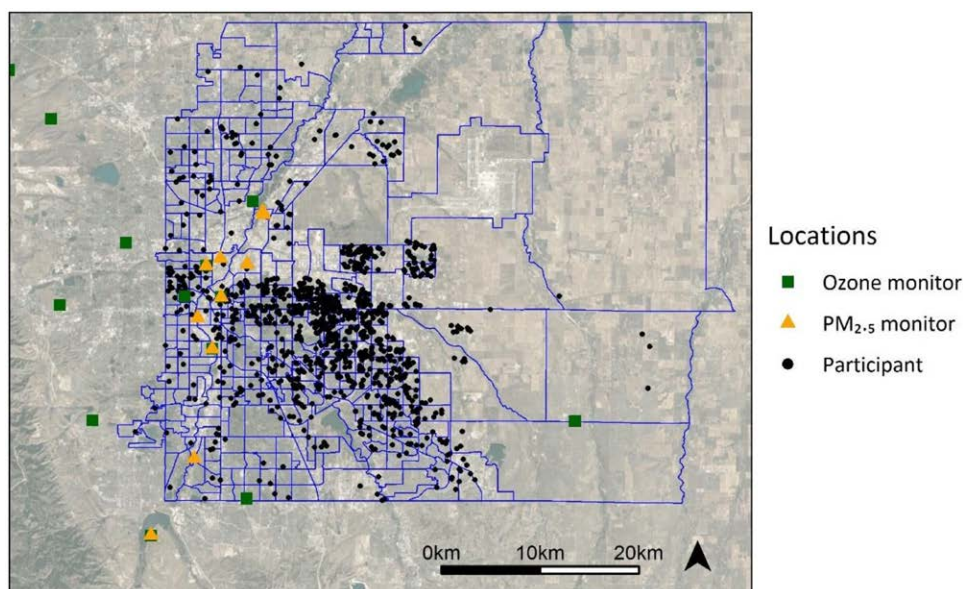 Locations
Ozone monitor
PM₂.₅ monitor
Participant
0km 10km 20km